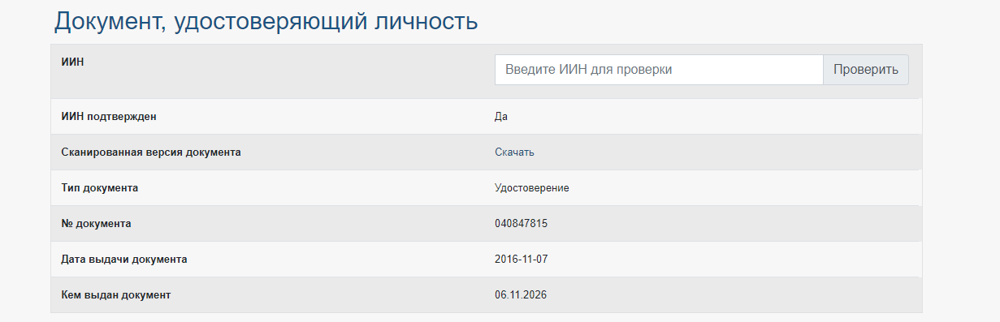 Документ, удостоверяющий личность
ИИН Введите ИИН для проверки Проверить
ИИН подтвержден Да
Сканированная версия документа Скачать
Тип документа Удостоверение
№ документа 040847815
Дата выдачи документа 2016-11-07
Кем выдан документ 06.11.2026